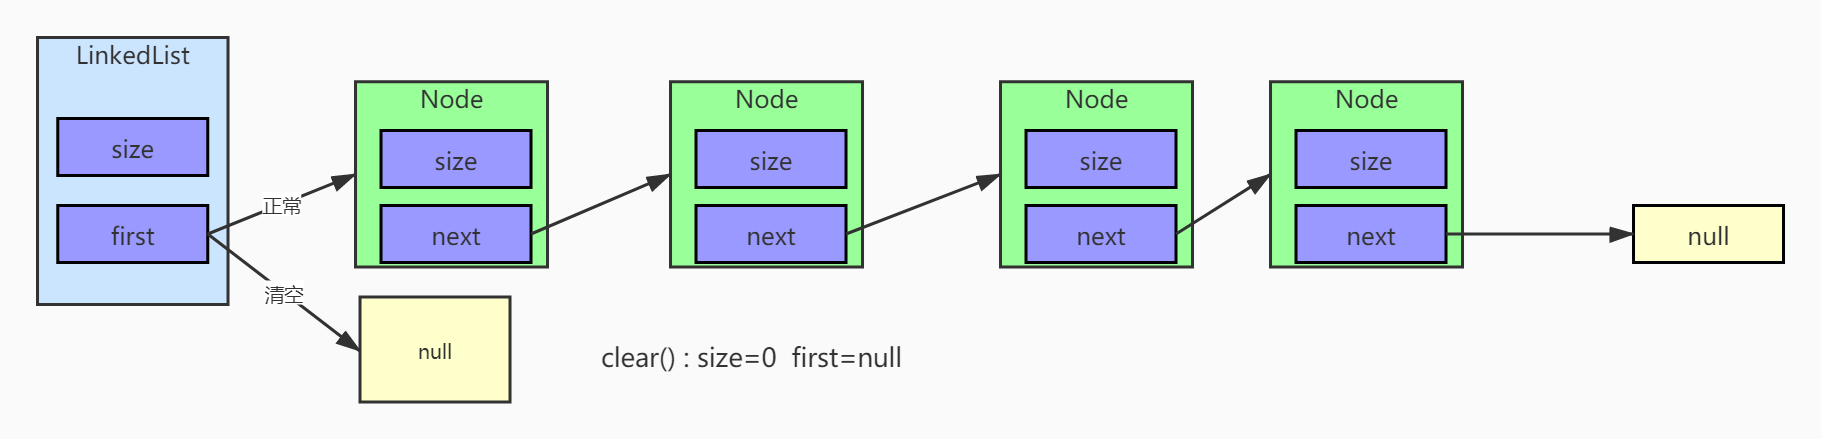 LinkedList
size
first
正常
清空
Node
size
next
Node
size
next
Node
size
next
Node
size
next
null
null
clear() : size=0  first=null